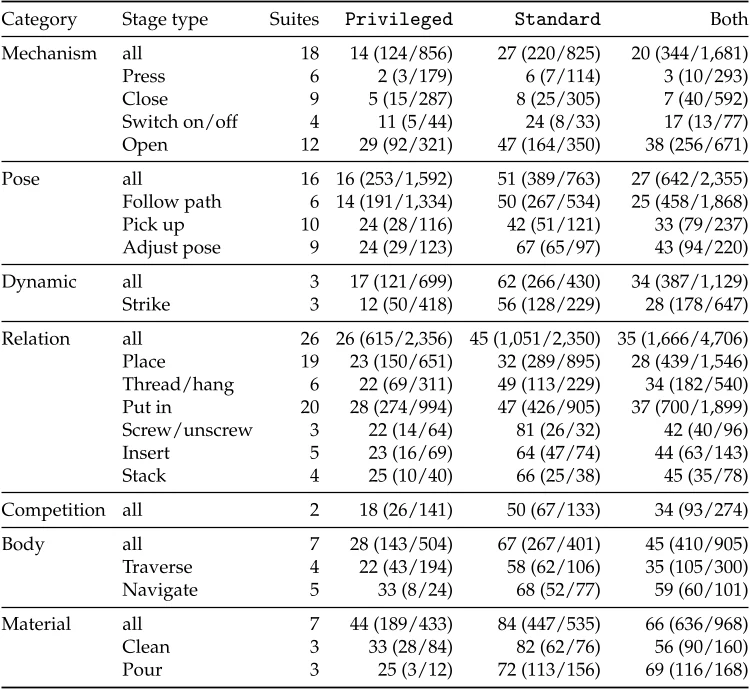 Category Stage type Suites Privileged Standard Both
Mechanism all 18 14 (124/856) 27 (220/825) 20 (344/1,681)
Press 6 2 (3/179) 6 (7/114) 3 (10/293)
Close 9 5 (15/287) 8 (25/305) 7 (40/592)
Switch on/off 4 11 (5/44) 24 (8/33) 17 (13/77)
Open 12 29 (92/321) 47 (164/350) 38 (256/671)
Pose all 16 16 (253/1,592) 51 (389/763) 27 (642/2,355)
Follow path 6 14 (191/1,334) 50 (267/534) 25 (458/1,868)
Pick up 10 24 (28/116) 42 (51/121) 33 (79/237)
Adjust pose 9 24 (29/123) 67 (65/97) 43 (94/220)
Dynamic all 3 17 (121/699) 62 (266/430) 34 (387/1,129)
Strike 3 12 (50/418) 56 (128/229) 28 (178/647)
Relation all 26 26 (615/2,356) 45 (1,051/2,350) 35 (1,666/4,706)
Place 19 23 (150/651) 32 (289/895) 28 (439/1,546)
Thread/hang 6 22 (69/311) 49 (113/229) 34 (182/540)
Put in 20 28 (274/994) 47 (426/905) 37 (700/1,899)
Screw/unscrew 3 22 (14/64) 81 (26/32) 42 (40/96)
Insert 5 23 (16/69) 64 (47/74) 44 (63/143)
Stack 4 25 (10/40) 66 (25/38) 45 (35/78)
Competition all 2 18 (26/141) 50 (67/133) 34 (93/274)
Body all 7 28 (143/504) 67 (267/401) 45 (410/905)
Traverse 4 22 (43/194) 58 (62/106) 35 (105/300)
Navigate 5 33 (8/24) 68 (52/77) 59 (60/101)
Material all 7 44 (189/433) 84 (447/535) 66 (636/968)
Clean 3 33 (28/84) 82 (62/76) 56 (90/160)
Pour 3 25 (3/12) 72 (113/156) 69 (116/168)